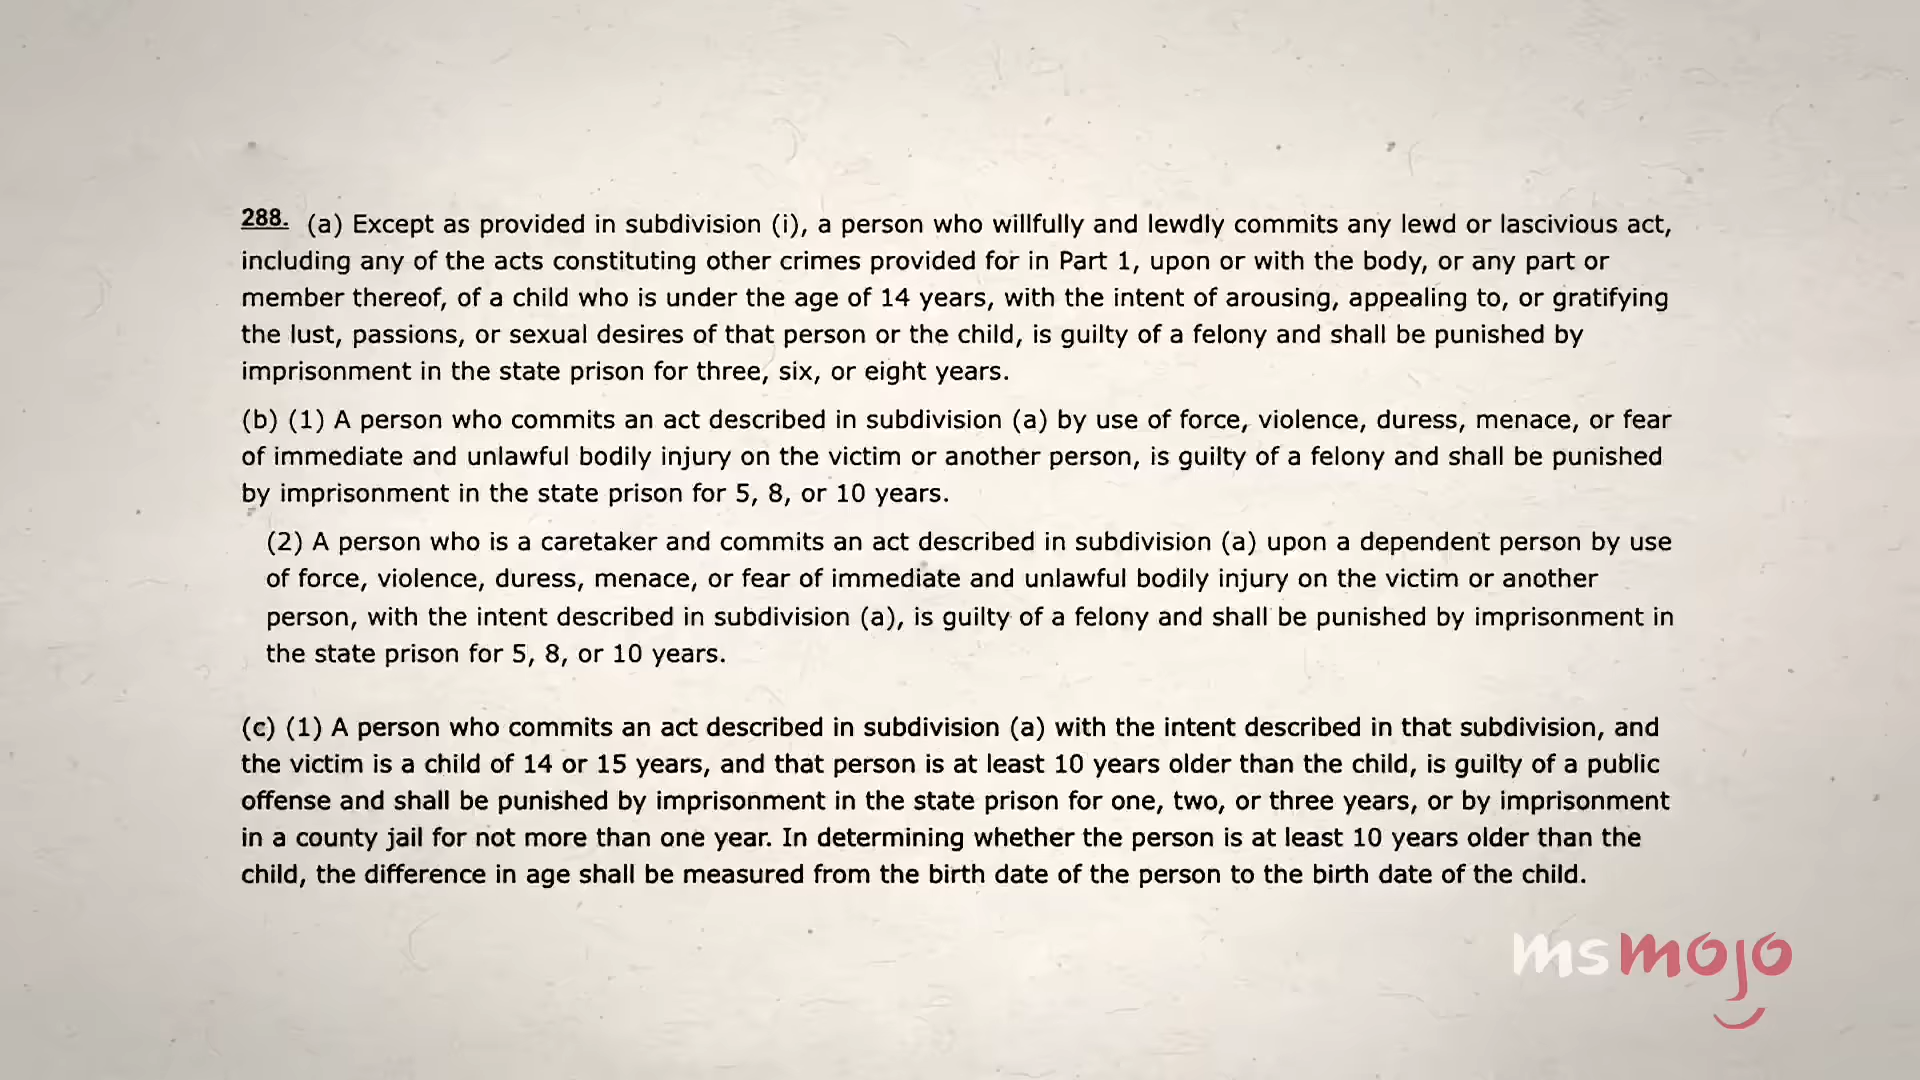 288. (a) Except as provided in subdivision (i), a person who willfully and lewdly commits any lewd or lascivious act,
including any of the acts constituting other crimes provided for in Part 1, upon or with the body, or any part or
member thereof, of a child who is under the age of 14 years, with the intent of arousing, appealing to, or gratifying
the lust, passions, or sexual desires of that person or the child, is guilty of a felony and shall be punished by
imprisonment in the state prison for three, six, or eight years.
(b) (1) A person who commits an act described in subdivision (a) by use of force, violence, duress, menace, or fear
of immediate and unlawful bodily injury on the victim or another person, is guilty of a felony and shall be punished
by imprisonment in the state prison for 5, 8, or 10 years.
(2) A person who is a caretaker and commits an act described in subdivision (a) upon a dependent person by use
of force, violence, duress, menace, or fear of immediate and unlawful bodily injury on the victim or another
person, with the intent described in subdivision (a), is guilty of a felony and shall be punished by imprisonment in
the state prison for 5, 8, or 10 years.
(c) (1) A person who commits an act described in subdivision (a) with the intent described in that subdivision, and
the victim is a child of 14 or 15 years, and that person is at least 10 years older than the child, is guilty of a public
offense and shall be punished by imprisonment in the state prison for one, two, or three years, or by imprisonment
in a county jail for not more than one year. In determining whether the person is at least 10 years older than the
child, the difference in age shall be measured from the birth date of the person to the birth date of the child.
msmojo